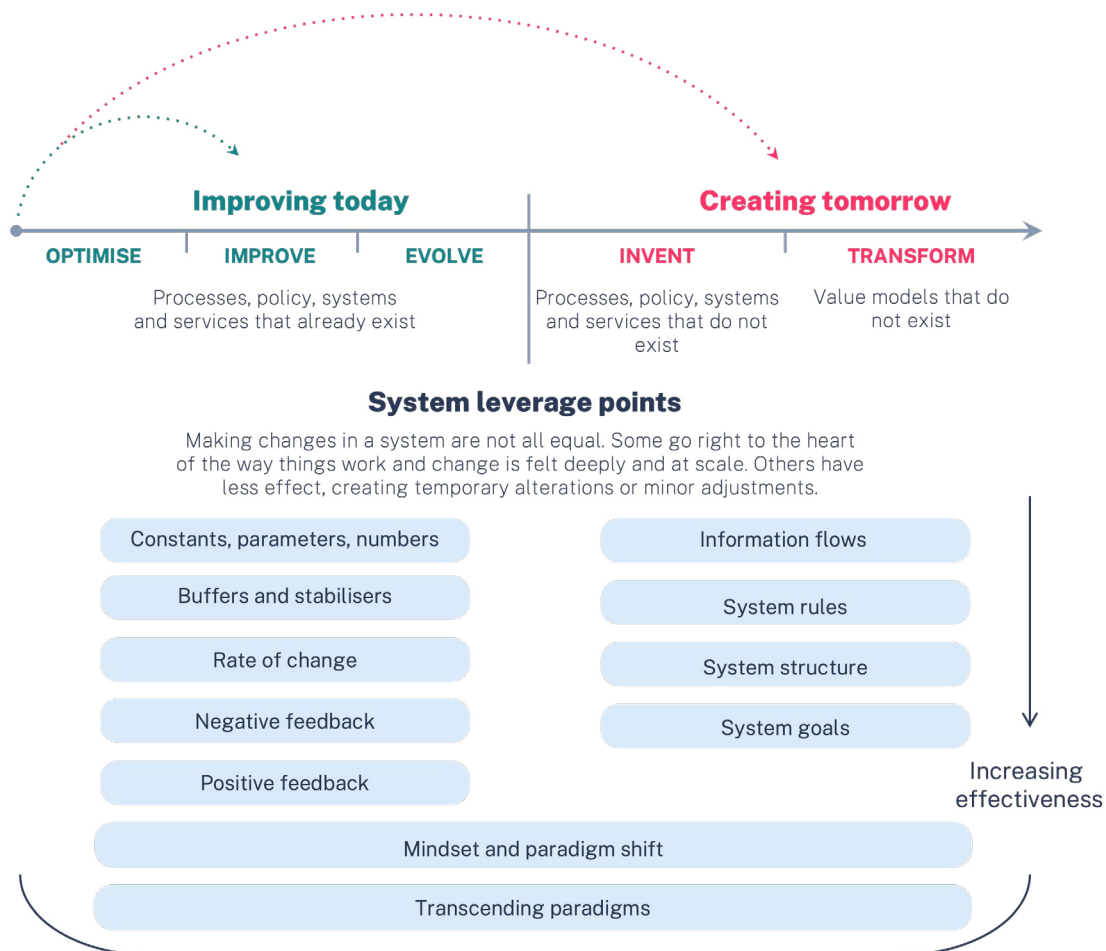 Improving today
Creating tomorrow
OPTIMISE
IMPROVE
EVOLVE
INVENT
TRANSFORM
Processes, policy, systems
and services that already exist
Processes, policy, systems
and services that do not
exist
Value models that do
not exist
System leverage points
Making changes in a system are not all equal. Some go right to the heart
of the way things work and change is felt deeply and at scale. Others have
less effect, creating temporary alterations or minor adjustments.
Constants, parameters, numbers
Buffers and stabilisers
Rate of change
Negative feedback
Positive feedback
Information flows
System rules
System structure
System goals
Increasing
effectiveness
Mindset and paradigm shift
Transcending paradigms